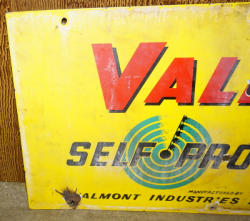 VAL
SELF PRO
MANUFACTURED BY
ALMONT INDUSTRIES